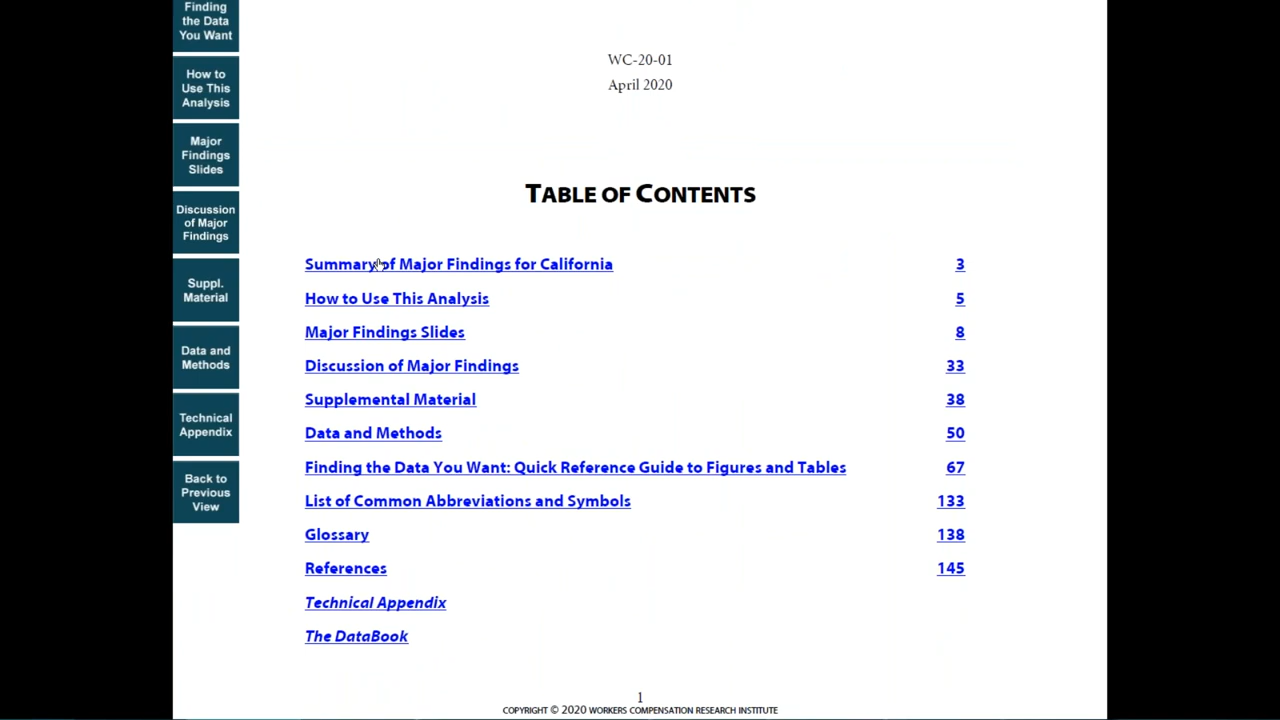 Finding
the Data
You Want
How to
Use This
Analysis
Major
Findings
Slides
Discussion
of Major
Findings
Suppl.
Material
Data and
Methods
Technical
Appendix
Back to
Previous
View
WC-20-01
April 2020
TABLE OF CONTENTS
Summary of Major Findings for California 3
How to Use This Analysis 5
Major Findings Slides 8
Discussion of Major Findings 33
Supplemental Material 38
Data and Methods 50
Finding the Data You Want: Quick Reference Guide to Figures and Tables 67
List of Common Abbreviations and Symbols 133
Glossary 138
References 145
Technical Appendix
The DataBook
1
COPYRIGHT © 2020 WORKERS COMPENSATION RESEARCH INSTITUTE